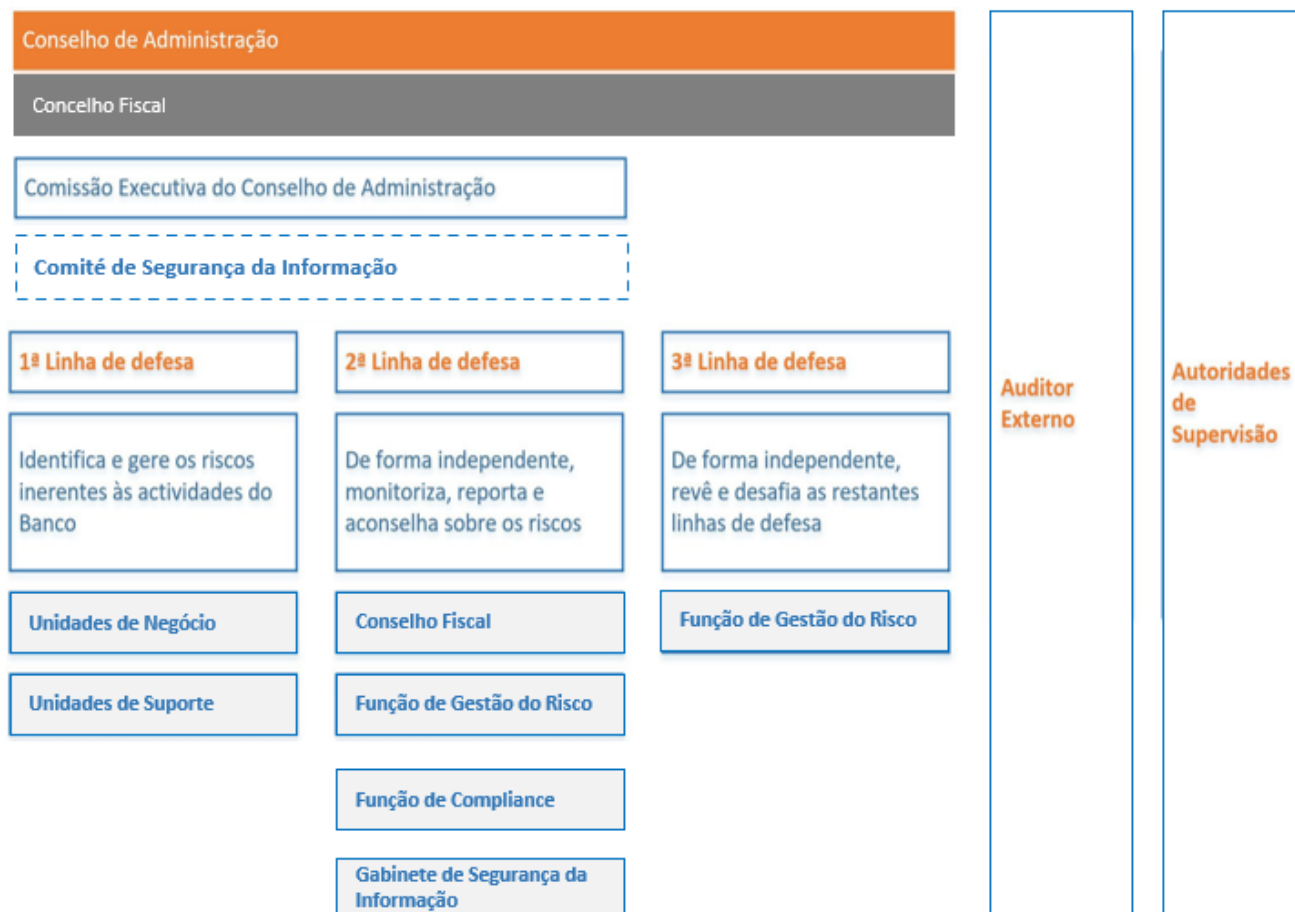 Conselho de Administração
Concelho Fiscal
Comissão Executiva do Conselho de Administração
Comité de Segurança da Informação
1ª Linha de defesa
2ª Linha de defesa
3ª Linha de defesa
Identifica e gere os riscos
inerentes às actividades do
Banco
De forma independente,
monitoriza, reporta e
aconselha sobre os riscos
De forma independente,
revê e desafia as restantes
linhas de defesa
Unidades de Negócio
Conselho Fiscal
Função de Gestão do Risco
Unidades de Suporte
Função de Gestão do Risco
Função de Compliance
Gabinete de Segurança da
Informação
Auditor
Externo
Autoridades
de
Supervisão